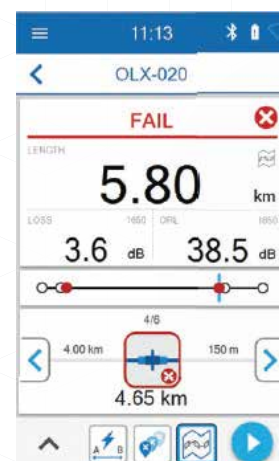 11:13
OLX-020
FAIL
LENGTH
5.80 km
LOSS 1650 ORL 1650
3.6 dB 38.5 dB
4/6
4.00 km 150 m
4.65 km
A B